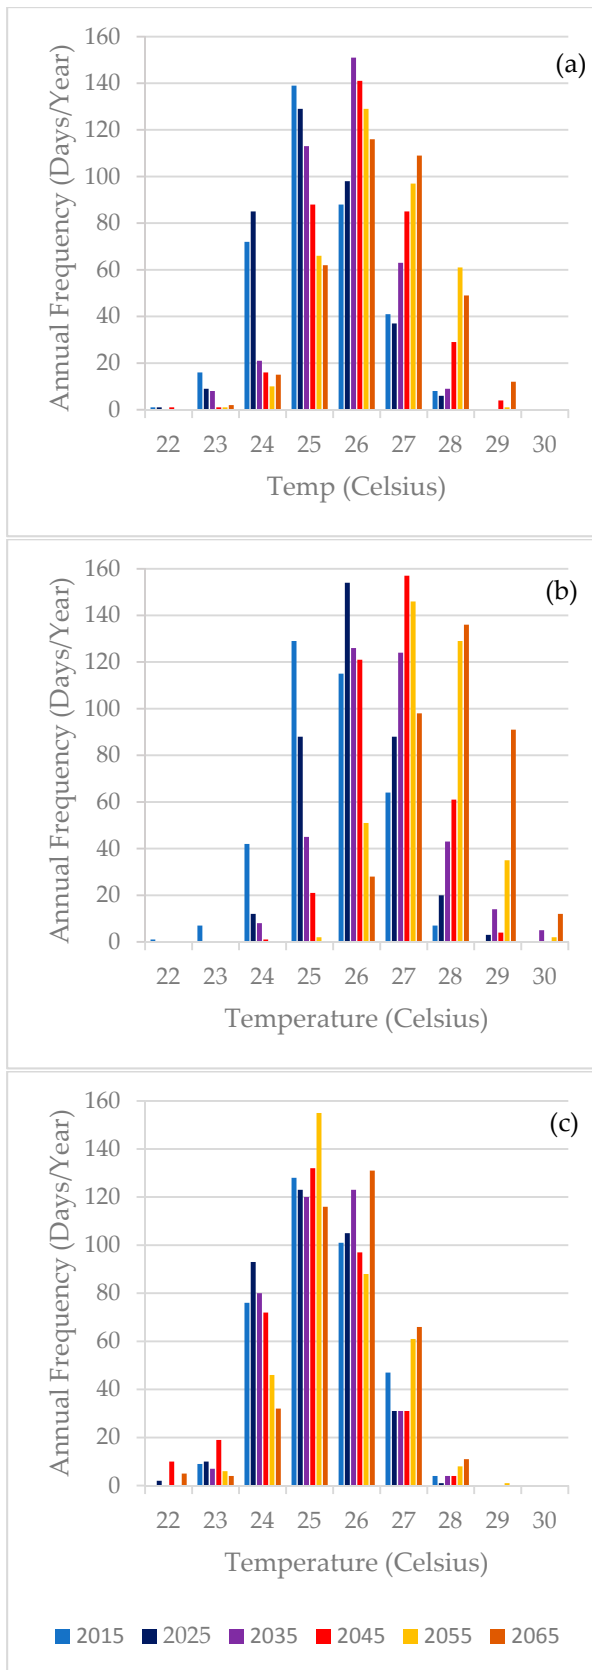 (a)
160
140
120
100
80
60
40
20
0
Annual Frequency (Days/Year)
22 23 24 25 26 27 28 29 30
Temp (Celsius)
(b)
160
140
120
100
80
60
40
20
0
Annual Frequency (Days/Year)
22 23 24 25 26 27 28 29 30
Temperature (Celsius)
(c)
160
140
120
100
80
60
40
20
0
Annual Frequency (Days/Year)
22 23 24 25 26 27 28 29 30
Temperature (Celsius)
2015 2025 2035 2045 2055 2065